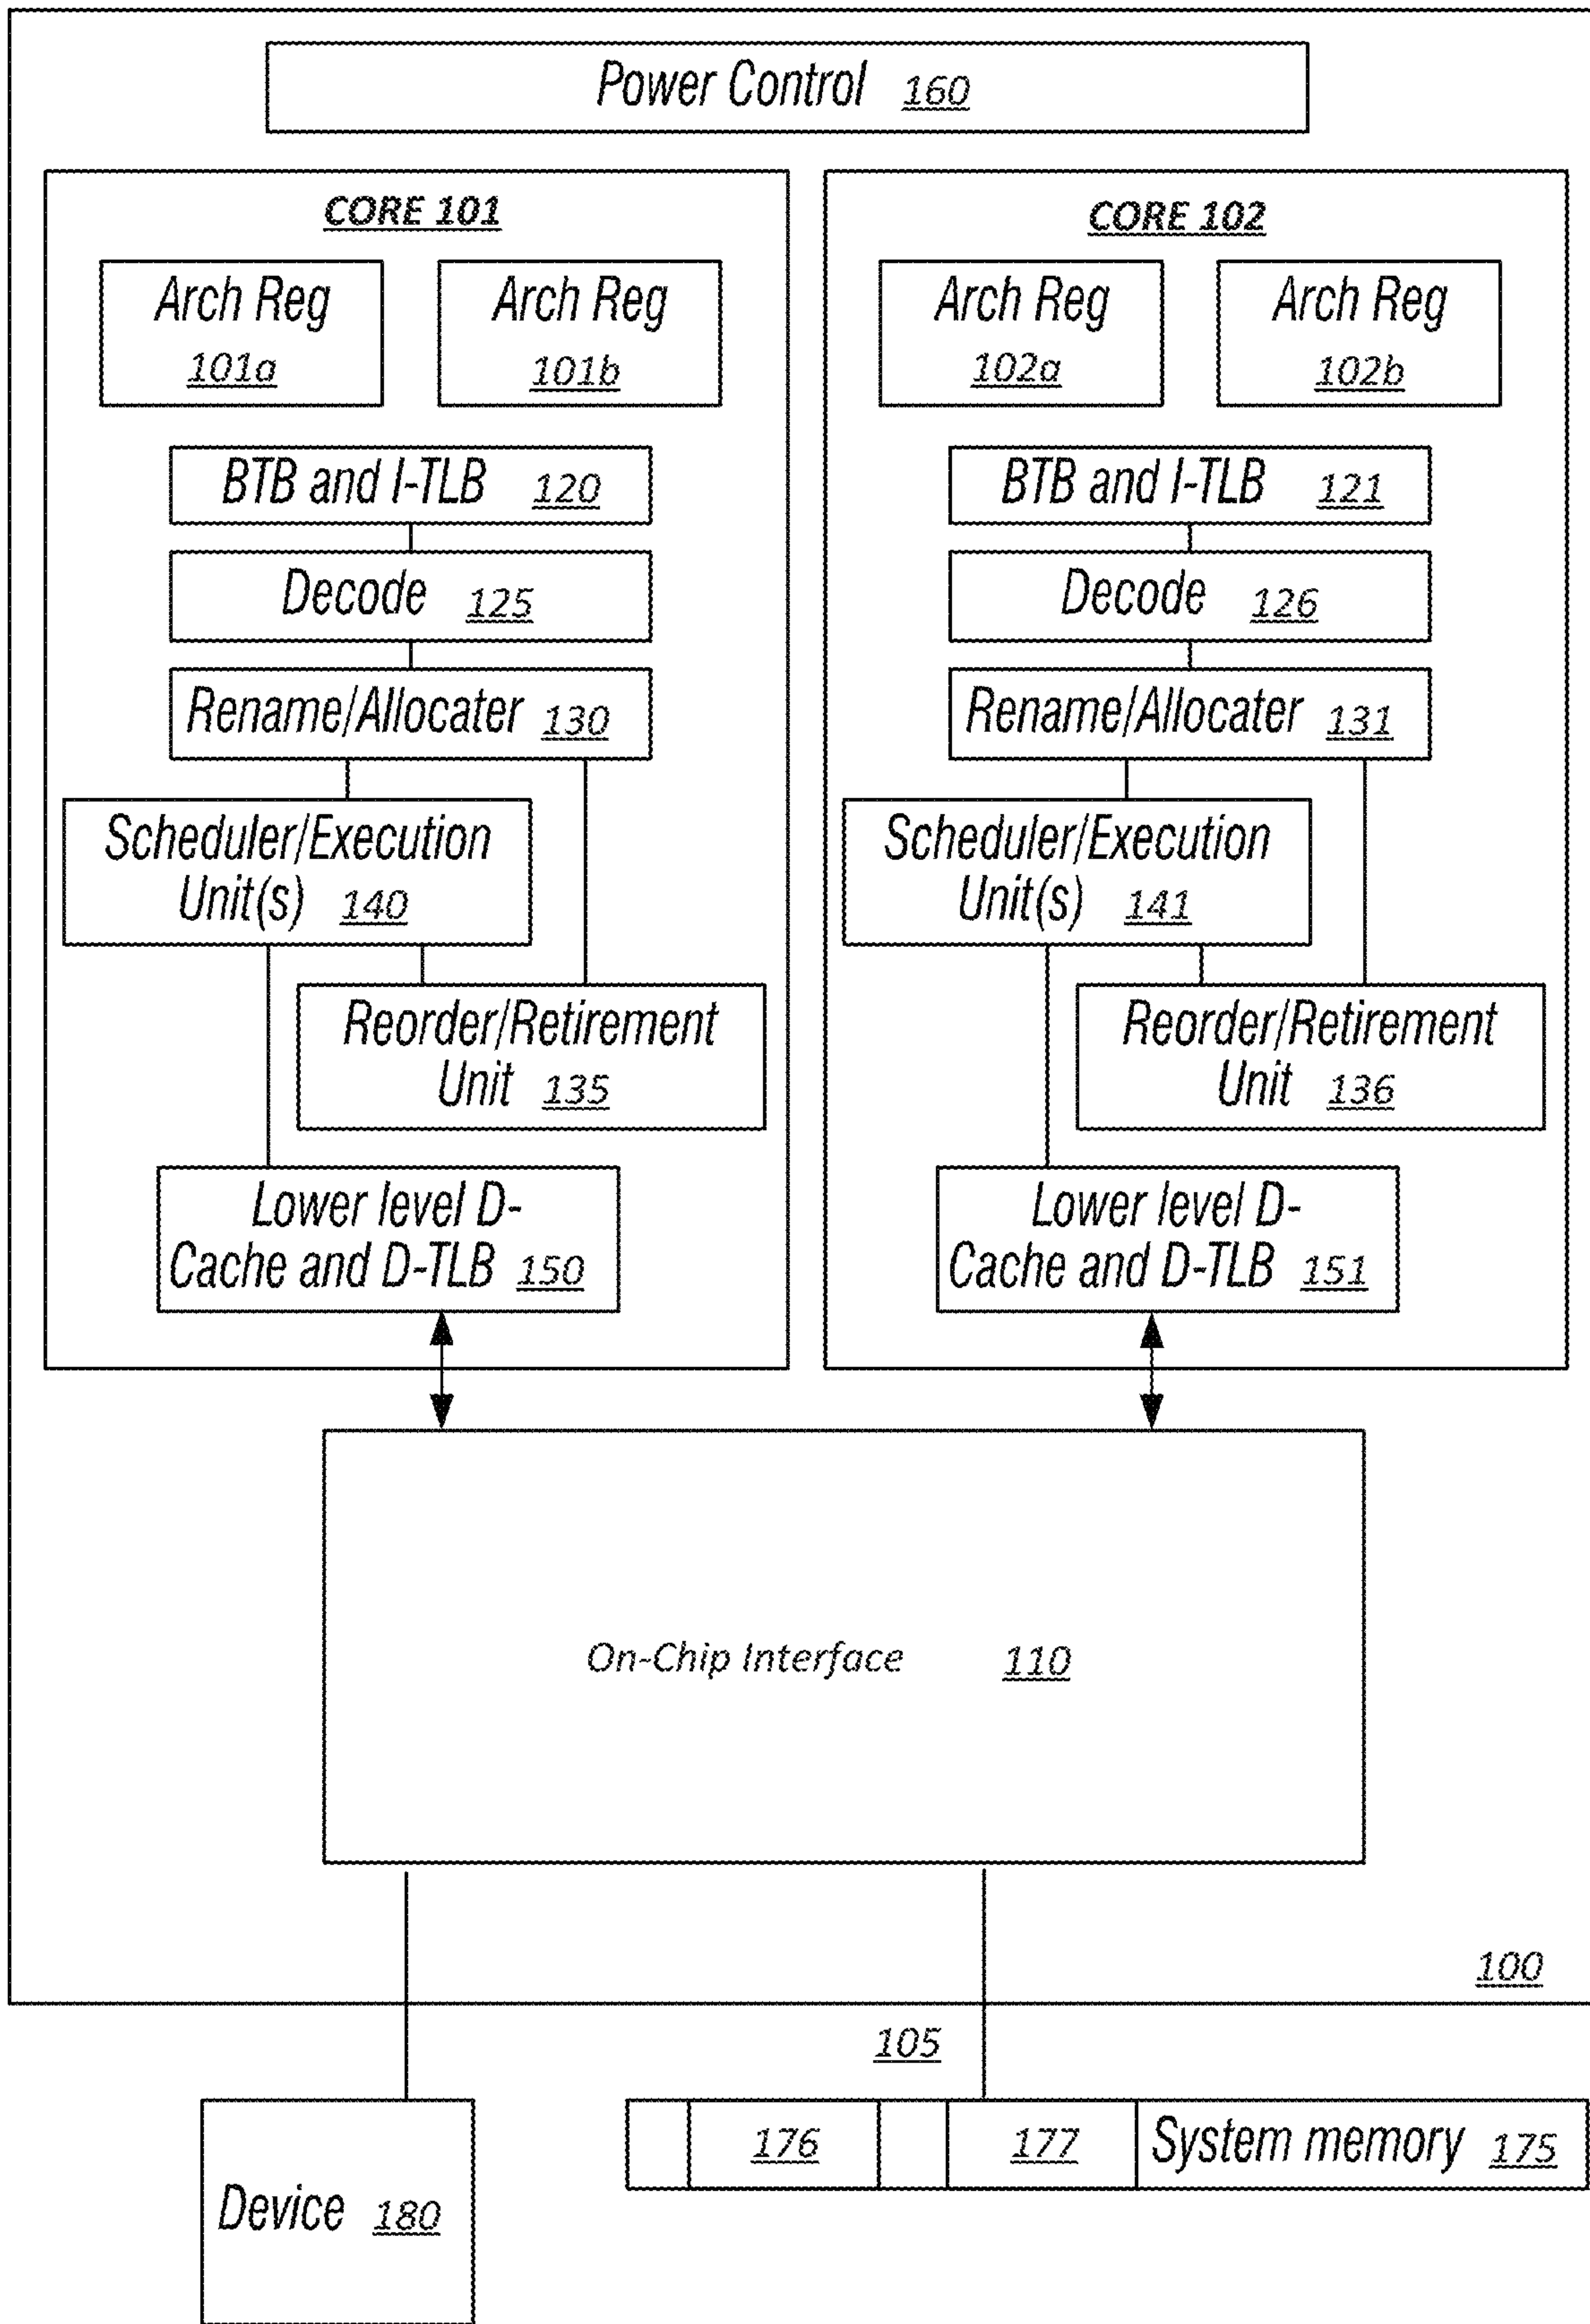 Power Control 160
CORE 101
Arch Reg
101a
Arch Reg
101b
BTB and I-TLB 120
Decode 125
Rename/Allocater 130
Scheduler/Execution
Unit(s) 140
Reorder/Retirement
Unit 135
Lower level D-
Cache and D-TLB 150
CORE 102
Arch Reg
102a
Arch Reg
102b
BTB and I-TLB 121
Decode 126
Rename/Allocater 131
Scheduler/Execution
Unit(s) 141
Reorder/Retirement
Unit 136
Lower level D-
Cache and D-TLB 151
On-Chip Interface 110
100
105
176
177
System memory 175
Device 180